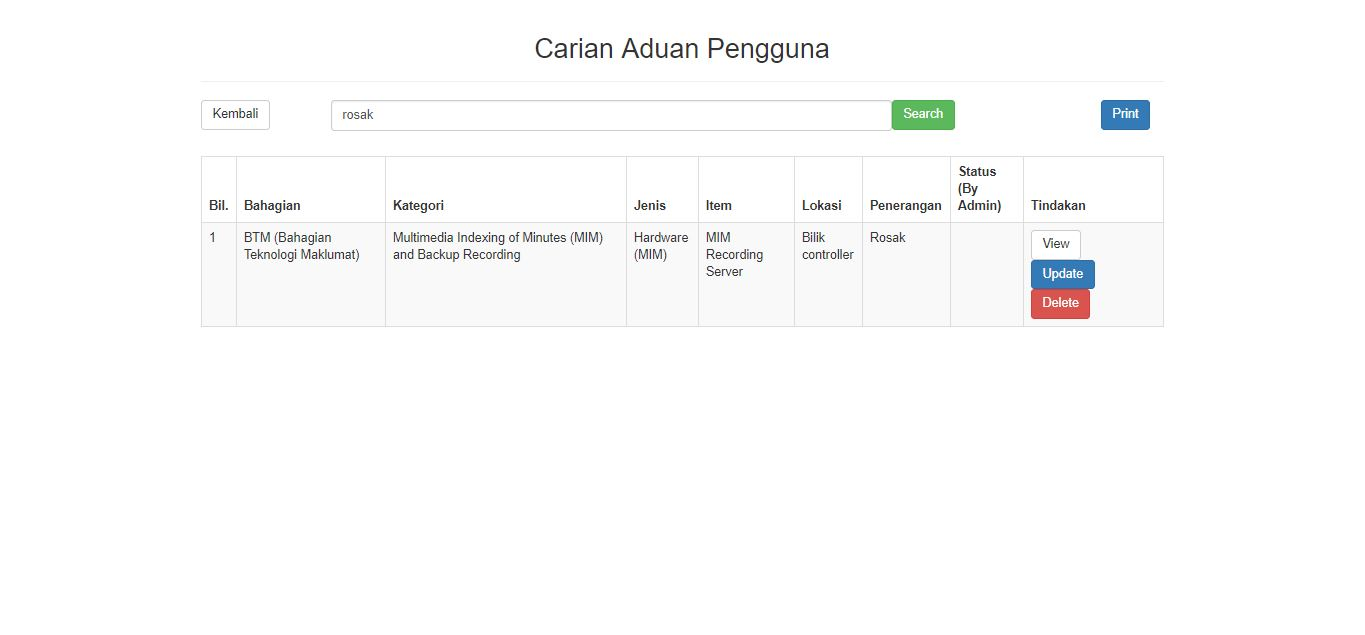 Carian Aduan Pengguna
Kembali
rosak
Search
Print
Bil.
Bahagian
Kategori
Jenis
Item
Lokasi
Penerangan
Status
(By
Admin)
Tindakan
1
BTM (Bahagian
Teknologi Maklumat)
Multimedia Indexing of Minutes (MIM)
and Backup Recording
Hardware
(MIM)
MIM
Recording
Server
Bilik
controller
Rosak
View
Update
Delete